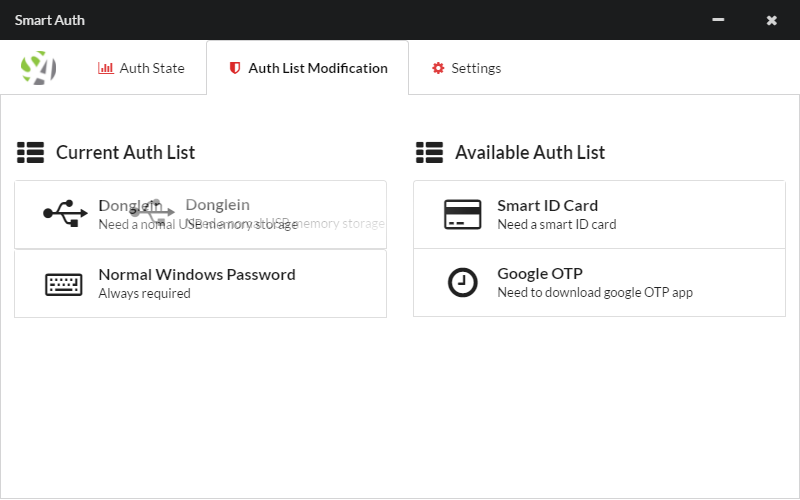 Smart Auth
Auth State
Auth List Modification
Settings
Current Auth List
Donglein
Donglein
Need a nomal USB memory storage
Need a nomal USB memory storage
Normal Windows Password
Always required
Available Auth List
Smart ID Card
Need a smart ID card
Google OTP
Need to download google OTP app